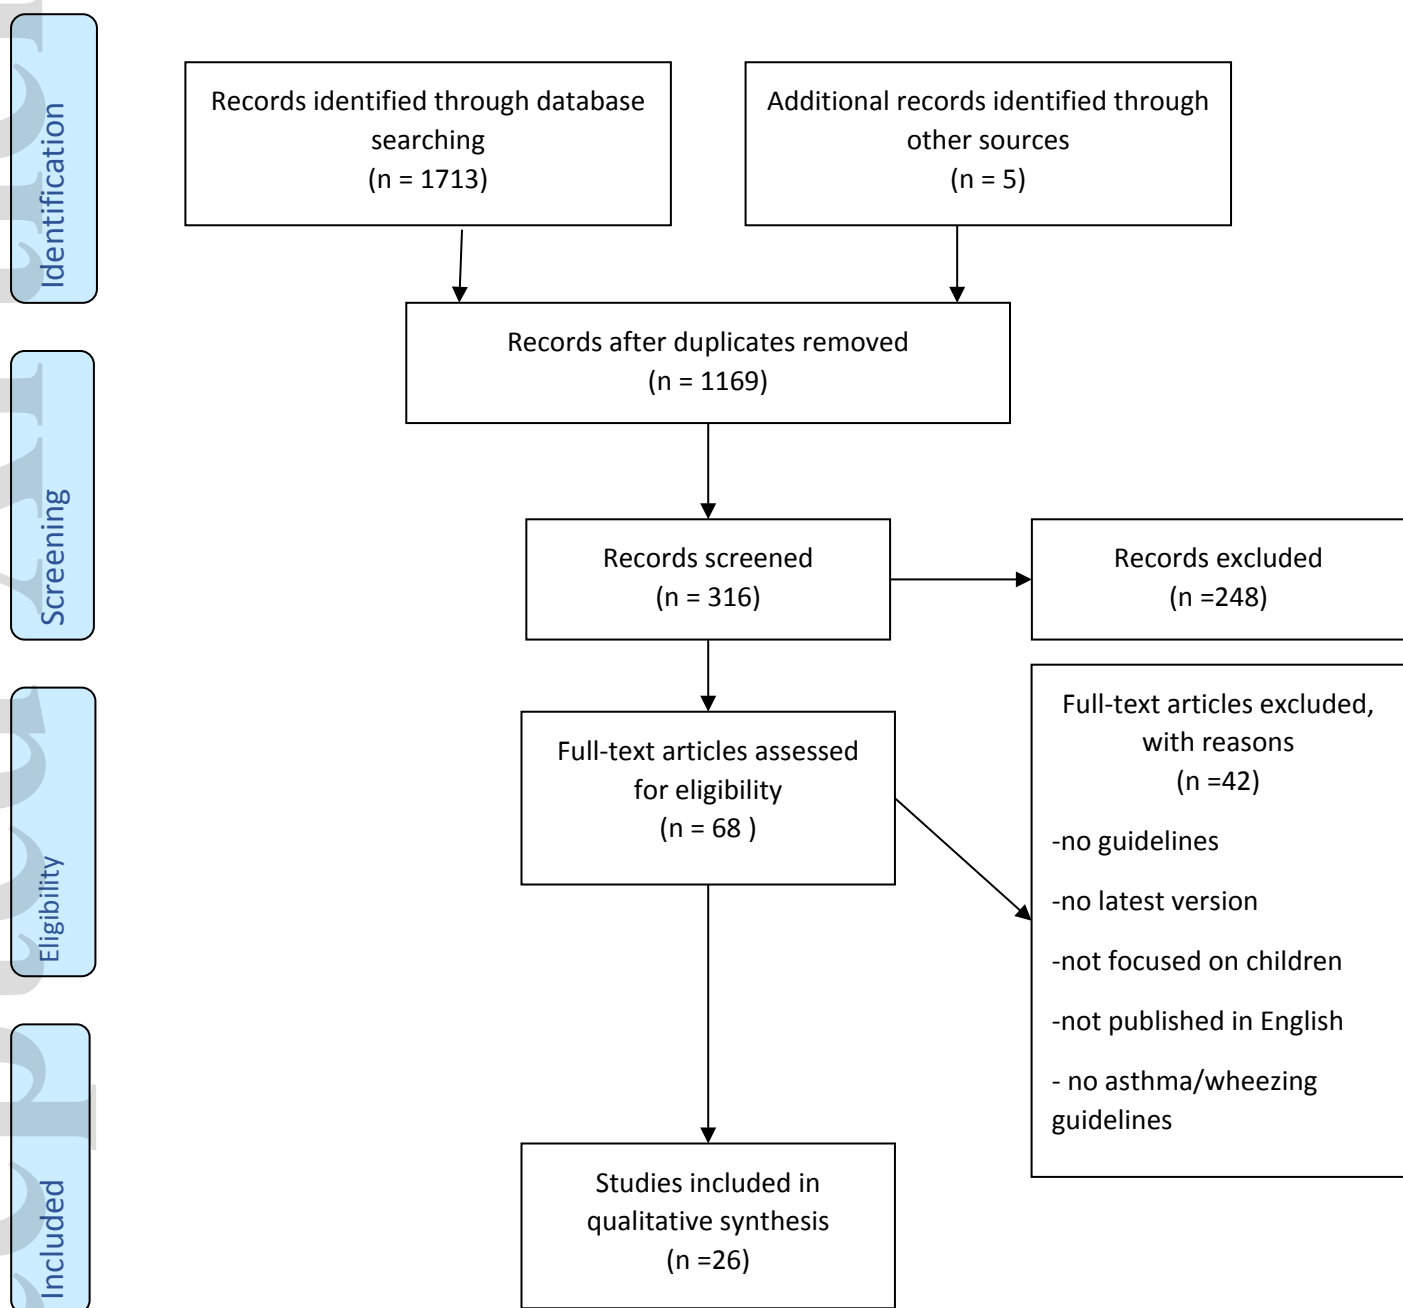 Identification
Records identified through database
searching
(n = 1713)
Additional records identified through
other sources
(n = 5)
Records after duplicates removed
(n = 1169)
Screening
Records screened
(n = 316)
Records excluded
(n =248)
Eligibility
Full-text articles assessed
for eligibility
(n = 68 )
Full-text articles excluded,
with reasons
(n =42)
-no guidelines
-no latest version
-not focused on children
-not published in English
- no asthma/wheezing
guidelines
Included
Studies included in
qualitative synthesis
(n =26)